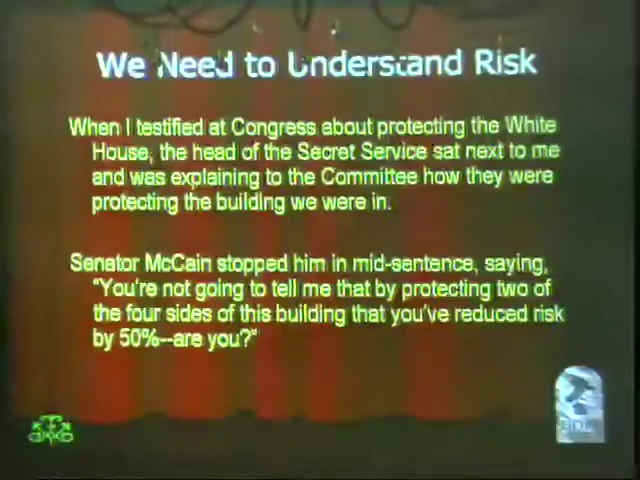 We Need to Understand Risk
When I testified at Congress about protecting the White
House, the head of the Secret Service sat next to me
and was explaining to the Committee how they were
protecting the building we were in.
Senator McCain stopped him in mid-sentence, saying,
"You're not going to tell me that by protecting two of
the four sides of this building that you've reduced risk
by 50%--are you?"